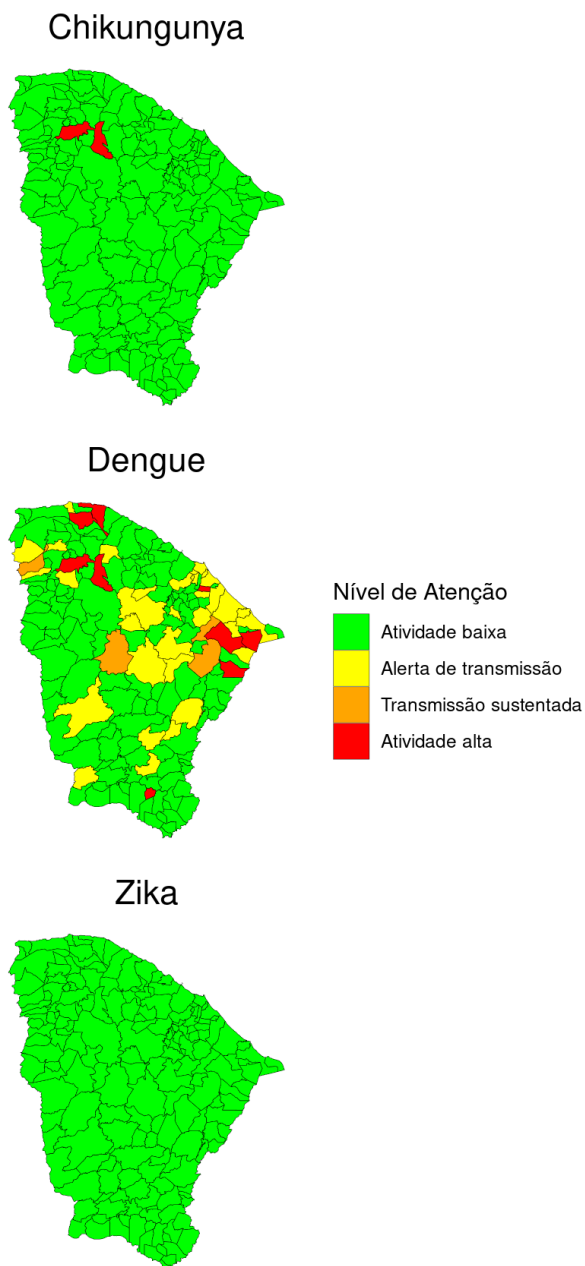 Chikungunya
Dengue
Nível de Atenção
Atividade baixa
Alerta de transmissão
Transmissão sustentada
Atividade alta
Zika